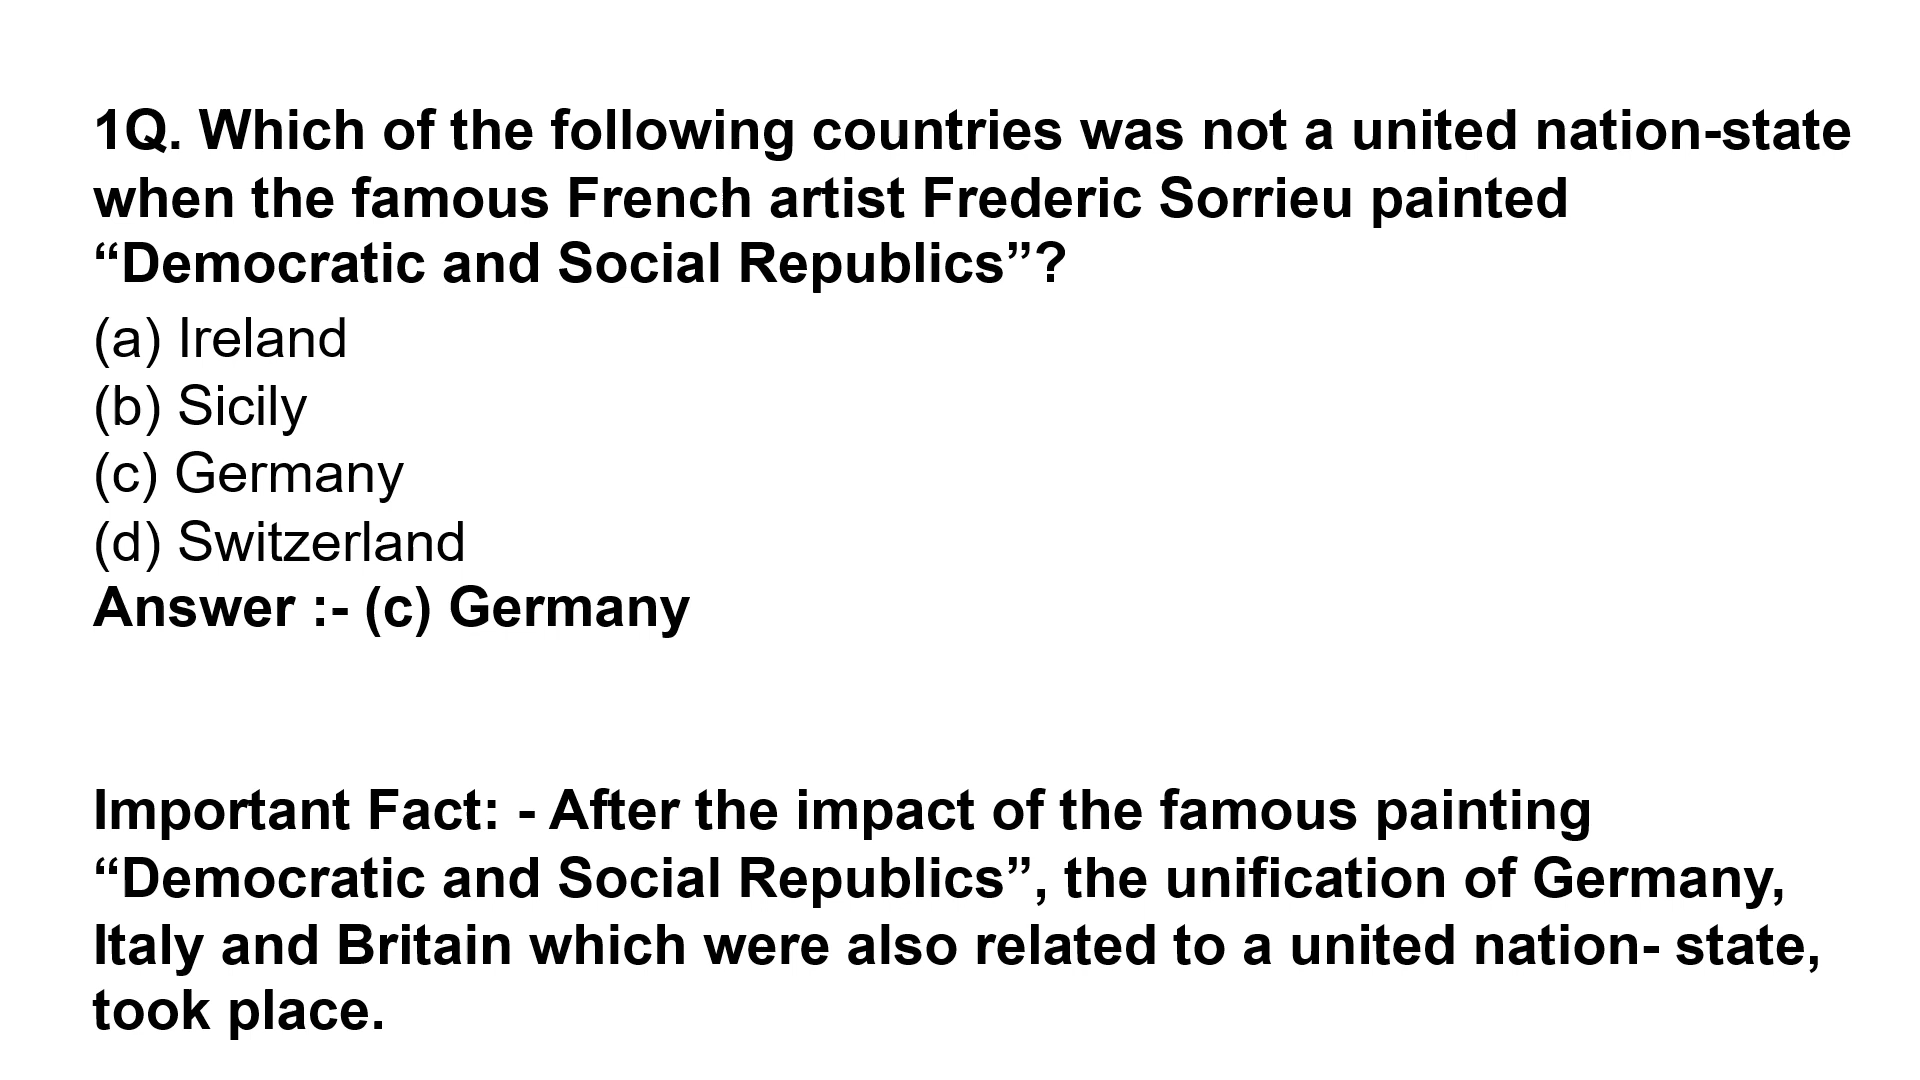 1Q. Which of the following countries was not a united nation-state
when the famous French artist Frederic Sorrieu painted
“Democratic and Social Republics”?
(a) Ireland
(b) Sicily
(c) Germany
(d) Switzerland
Answer :- (c) Germany
Important Fact: - After the impact of the famous painting
“Democratic and Social Republics”, the unification of Germany,
Italy and Britain which were also related to a united nation- state,
took place.